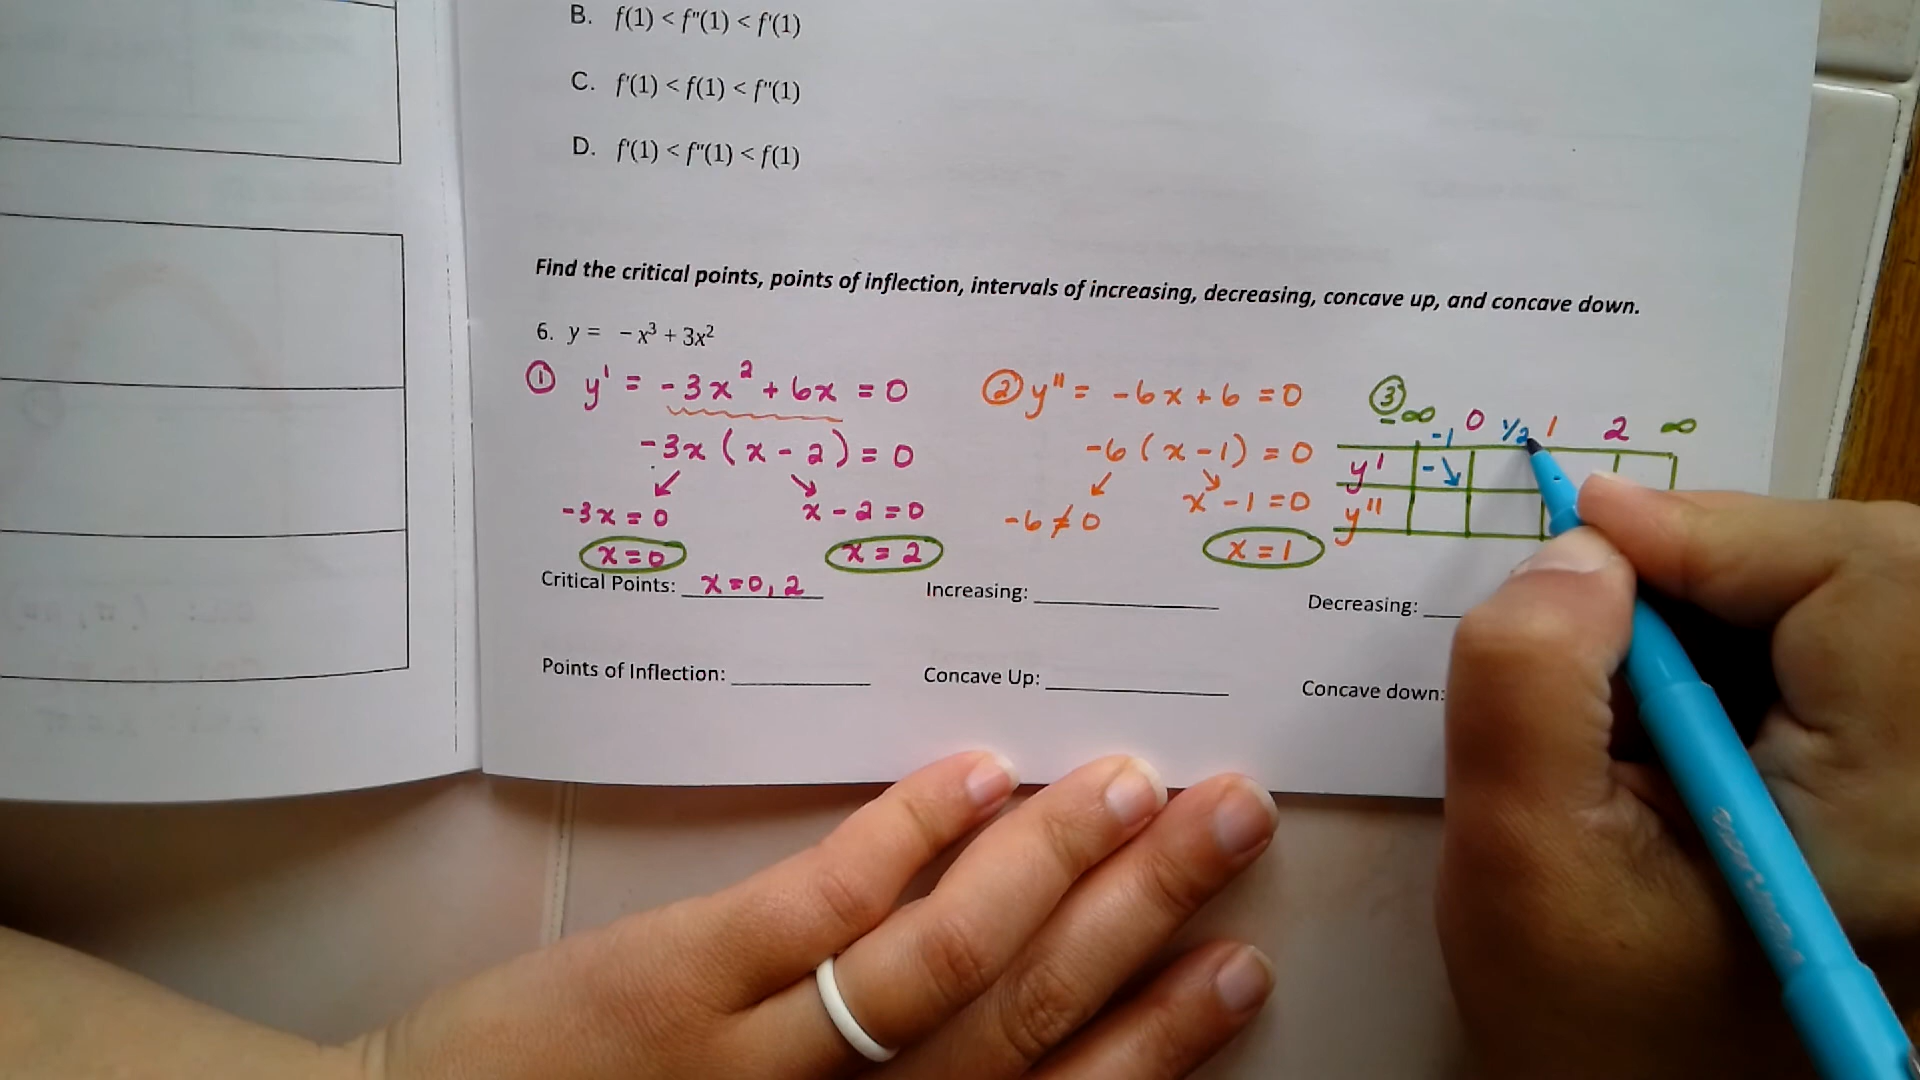 B. f(1) < f"(1) < f'(1)
C. f'(1) < f(1) < f"(1)
D. f'(1) < f"(1) < f(1)
Find the critical points, points of inflection, intervals of increasing, decreasing, concave up, and concave down.
6. y = – x³ + 3x²
① y' = -3x² + 6x = 0
-3x (x - 2) = 0
-3x = 0 x - 2 = 0
x = 0 x = 2
② y" = -6x + 6 = 0
-6 (x - 1) = 0
-6 ≠ 0 x - 1 = 0
x = 1
③
-∞ -1 0 1/2 1 2 ∞
y' - ↘
y"
Critical Points: x = 0, 2 Increasing: Decreasing:
Points of Inflection: Concave Up: Concave down: